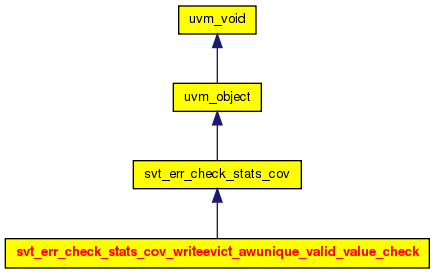 uvm_void
uvm_object
svt_err_check_stats_cov
svt_err_check_stats_cov_writeevict_awunique_valid_value_check